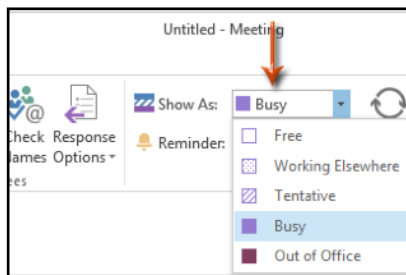 Untitled - Meeting
Check Names
Response Options
Show As: Busy
Reminder:
Free
Working Elsewhere
Tentative
Busy
Out of Office